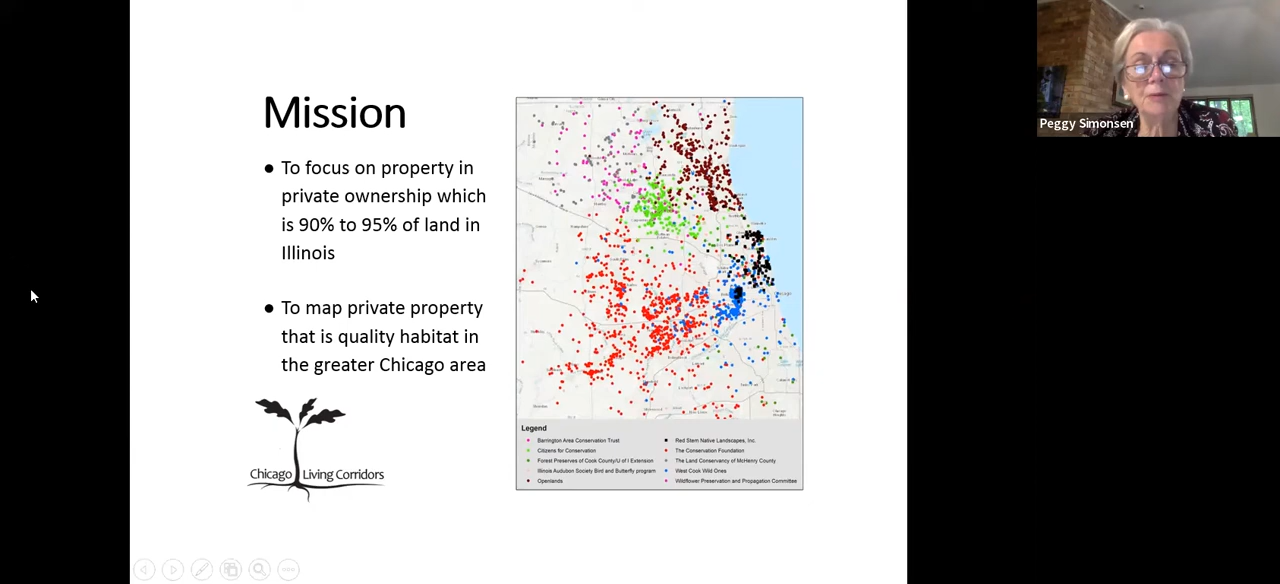 Mission
● To focus on property in
private ownership which
is 90% to 95% of land in
Illinois
● To map private property
that is quality habitat in
the greater Chicago area
Chicago Living Corridors
Legend
Barrington Area Conservation Trust
Citizens for Conservation
Forest Preserves of Cook County/U of I Extension
Illinois Audubon Society Bird and Butterfly program
Openlands
Red Stem Native Landscapes, Inc.
The Conservation Foundation
The Land Conservancy of McHenry County
West Cook Wild Ones
Wildflower Preservation and Propagation Committee
Peggy Simonsen